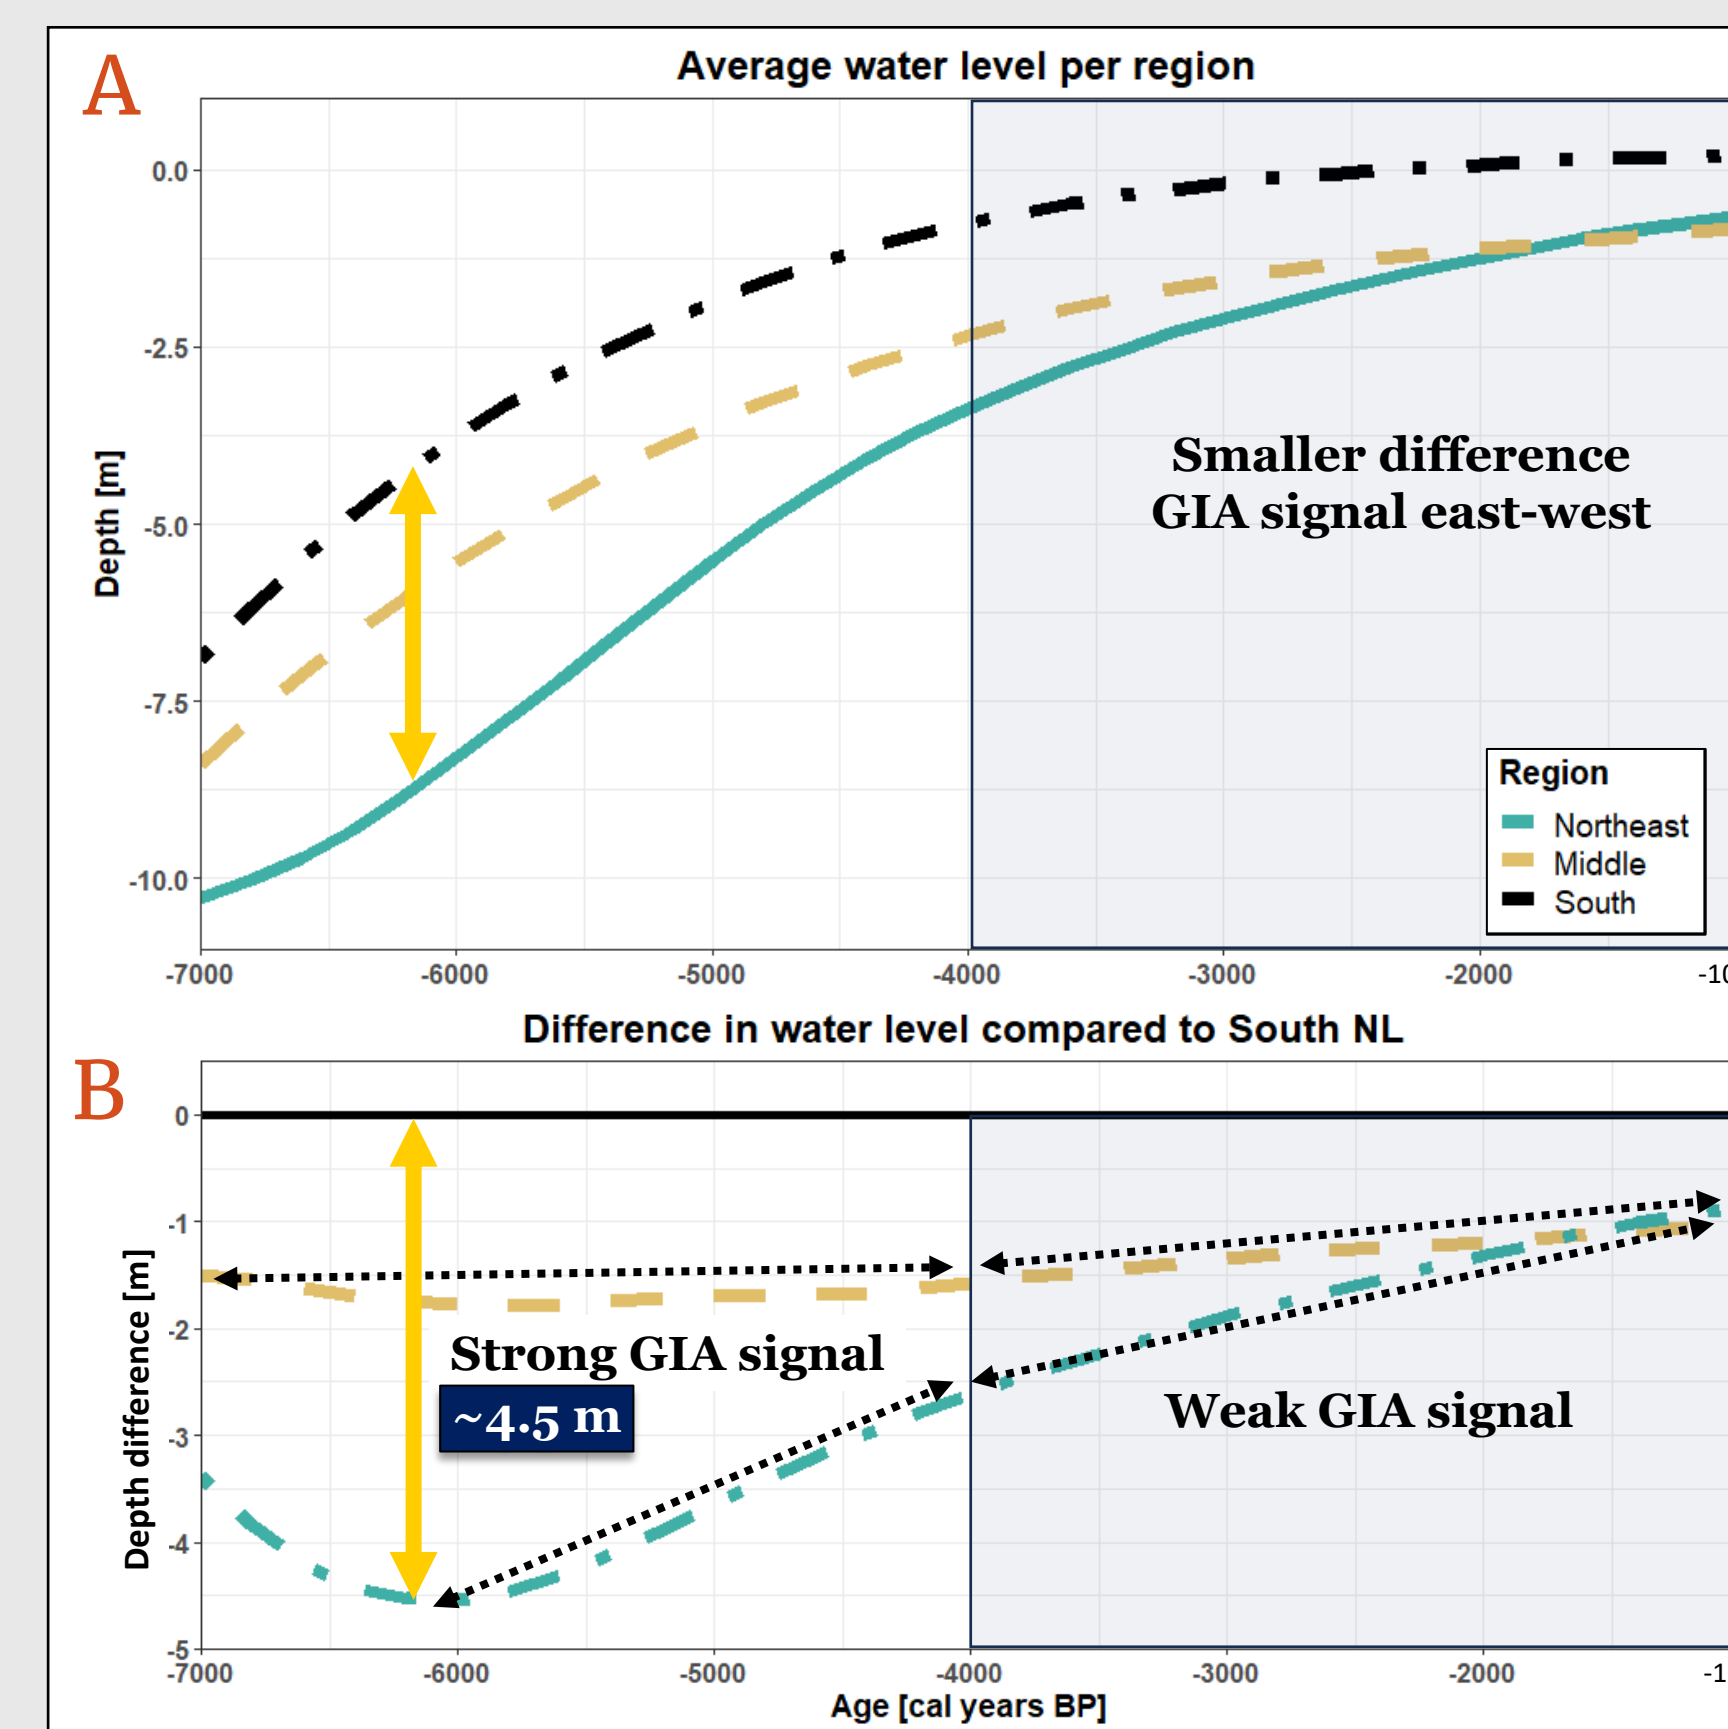 A
Average water level per region
0.0
-2.5
-5.0
-7.5
-10.0
Depth [m]
Smaller difference
GIA signal east-west
Region
Northeast
Middle
South
-7000 -6000 -5000 -4000 -3000 -2000 -10
Difference in water level compared to South NL
B
0
-1
-2
-3
-4
-5
Depth difference [m]
Strong GIA signal
~4.5 m
Weak GIA signal
-7000 -6000 -5000 -4000 -3000 -2000 -1
Age [cal years BP]